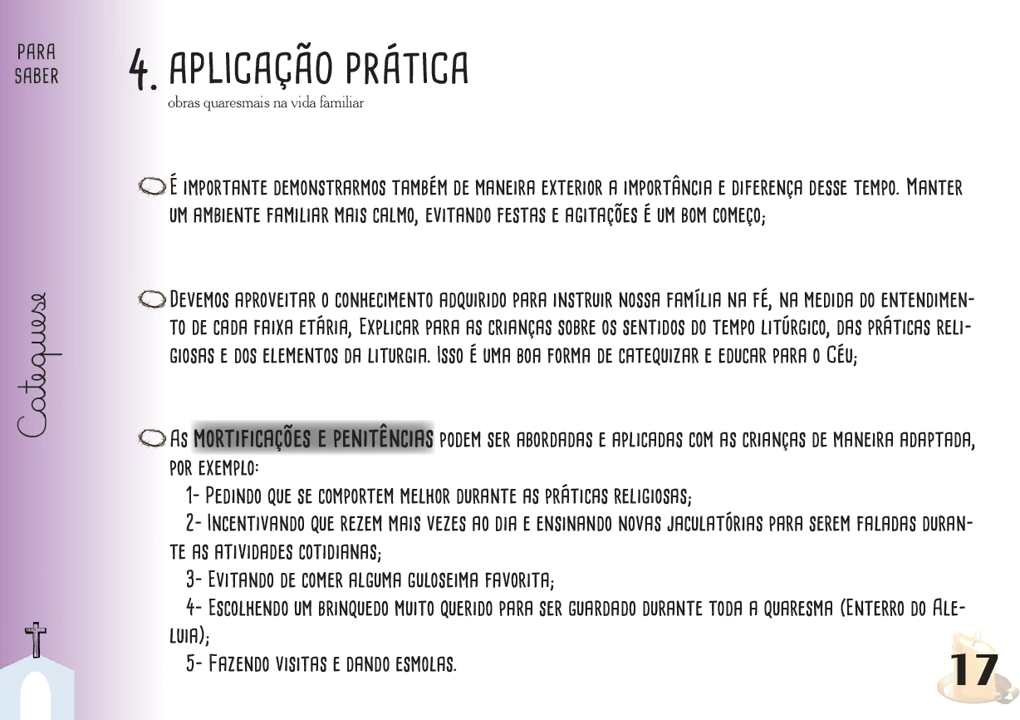 PARA
SABER
4. APLICAÇÃO PRÁTICA
obras quaresmais na vida familiar
É IMPORTANTE DEMONSTRARMOS TAMBÉM DE MANEIRA EXTERIOR A IMPORTÂNCIA E DIFERENÇA DESSE TEMPO. MANTER
UM AMBIENTE FAMILIAR MAIS CALMO, EVITANDO FESTAS E AGITAÇÕES É UM BOM COMEÇO;
DEVEMOS APROVEITAR O CONHECIMENTO ADQUIRIDO PARA INSTRUIR NOSSA FAMÍLIA NA FÉ, NA MEDIDA DO ENTENDIMEN-
TO DE CADA FAIXA ETÁRIA, EXPLICAR PARA AS CRIANÇAS SOBRE OS SENTIDOS DO TEMPO LITÚRGICO, DAS PRÁTICAS RELI-
GIOSAS E DOS ELEMENTOS DA LITURGIA. ISSO É UMA BOA FORMA DE CATEQUIZAR E EDUCAR PARA O CÉU;
Catequese
AS MORTIFICAÇÕES E PENITÊNCIAS PODEM SER ABORDADAS E APLICADAS COM AS CRIANÇAS DE MANEIRA ADAPTADA,
POR EXEMPLO:
1- PEDINDO QUE SE COMPORTEM MELHOR DURANTE AS PRÁTICAS RELIGIOSAS;
2- INCENTIVANDO QUE REZEM MAIS VEZES AO DIA E ENSINANDO NOVAS JACULATÓRIAS PARA SEREM FALADAS DURAN-
TE AS ATIVIDADES COTIDIANAS;
3- EVITANDO DE COMER ALGUMA GULOSEIMA FAVORITA;
4- ESCOLHENDO UM BRINQUEDO MUITO QUERIDO PARA SER GUARDADO DURANTE TODA A QUARESMA (ENTERRO DO ALE-
LUIA);
5- FAZENDO VISITAS E DANDO ESMOLAS.
17